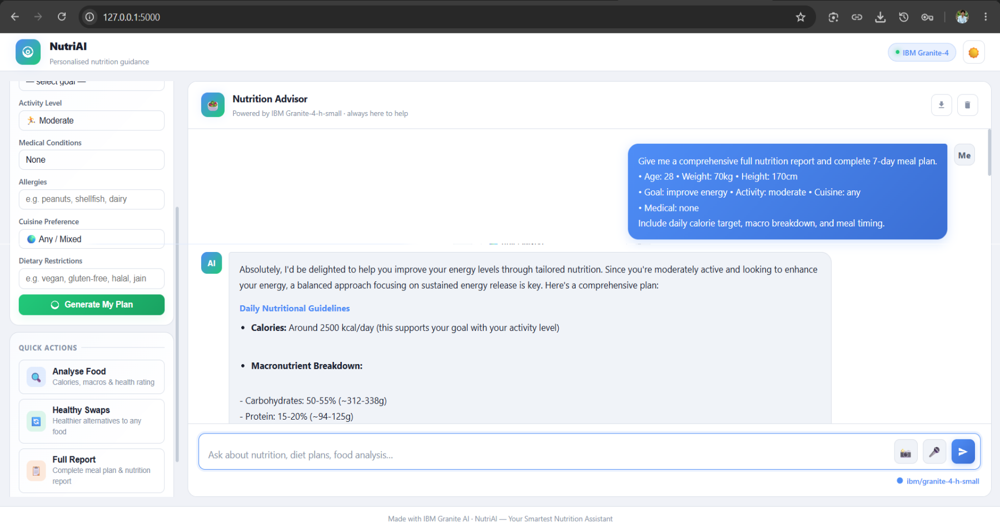 127.0.0.1:5000
NutriAI
Personalised nutrition guidance
IBM Granite-4
— select goal —
Activity Level
Moderate
Medical Conditions
None
Allergies
e.g. peanuts, shellfish, dairy
Cuisine Preference
Any / Mixed
Dietary Restrictions
e.g. vegan, gluten-free, halal, jain
Generate My Plan
QUICK ACTIONS
Analyse Food
Calories, macros & health rating
Healthy Swaps
Healthier alternatives to any
food
Full Report
Complete meal plan & nutrition
report
Nutrition Advisor
Powered by IBM Granite-4-h-small · always here to help
Give me a comprehensive full nutrition report and complete 7-day meal plan.
• Age: 28 • Weight: 70kg • Height: 170cm
• Goal: improve energy • Activity: moderate • Cuisine: any
• Medical: none
Include daily calorie target, macro breakdown, and meal timing.
Me
AI
Absolutely, I'd be delighted to help you improve your energy levels through tailored nutrition. Since you're moderately active and looking to enhance
your energy, a balanced approach focusing on sustained energy release is key. Here's a comprehensive plan:
Daily Nutritional Guidelines
• Calories: Around 2500 kcal/day (this supports your goal with your activity level)
• Macronutrient Breakdown:
- Carbohydrates: 50-55% (~312-338g)
- Protein: 15-20% (~94-125g)
Ask about nutrition, diet plans, food analysis...
ibm/granite-4-h-small
Made with IBM Granite AI · NutriAI — Your Smartest Nutrition Assistant